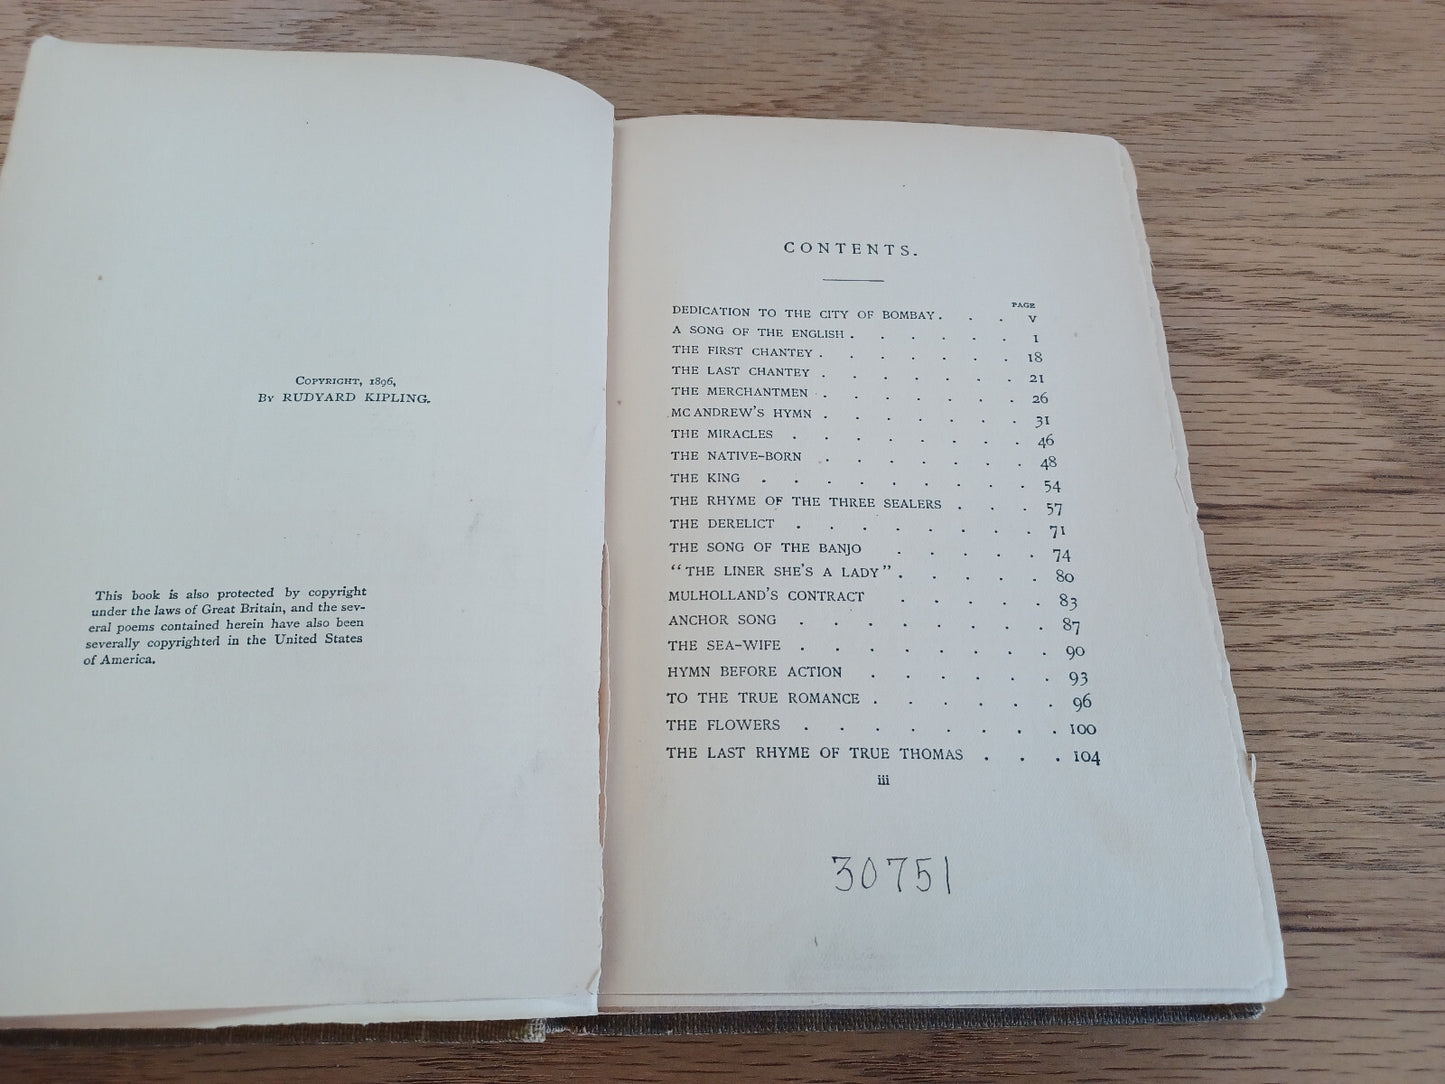 Copyright, 1896,
By RUDYARD KIPLING.
This book is also protected by copyright
under the laws of Great Britain, and the sev-
eral poems contained herein have also been
severally copyrighted in the United States
of America.
CONTENTS.
PAGE
DEDICATION TO THE CITY OF BOMBAY . . . V
A SONG OF THE ENGLISH . . . . . . 1
THE FIRST CHANTEY . . . . . . 18
THE LAST CHANTEY . . . . . . . 21
THE MERCHANTMEN . . . . . . . 26
MCANDREW'S HYMN . . . . . . . 31
THE MIRACLES . . . . . . . 46
THE NATIVE-BORN . . . . . . . 48
THE KING . . . . . . . . 54
THE RHYME OF THE THREE SEALERS . . . 57
THE DERELICT . . . . . . . 71
THE SONG OF THE BANJO . . . . . 74
"THE LINER SHE'S A LADY" . . . . . 80
MULHOLLAND'S CONTRACT . . . . . 83
ANCHOR SONG . . . . . . . 87
THE SEA-WIFE . . . . . . . 90
HYMN BEFORE ACTION . . . . . . 93
TO THE TRUE ROMANCE . . . . . . 96
THE FLOWERS . . . . . . . . 100
THE LAST RHYME OF TRUE THOMAS . . . 104
iii
30751